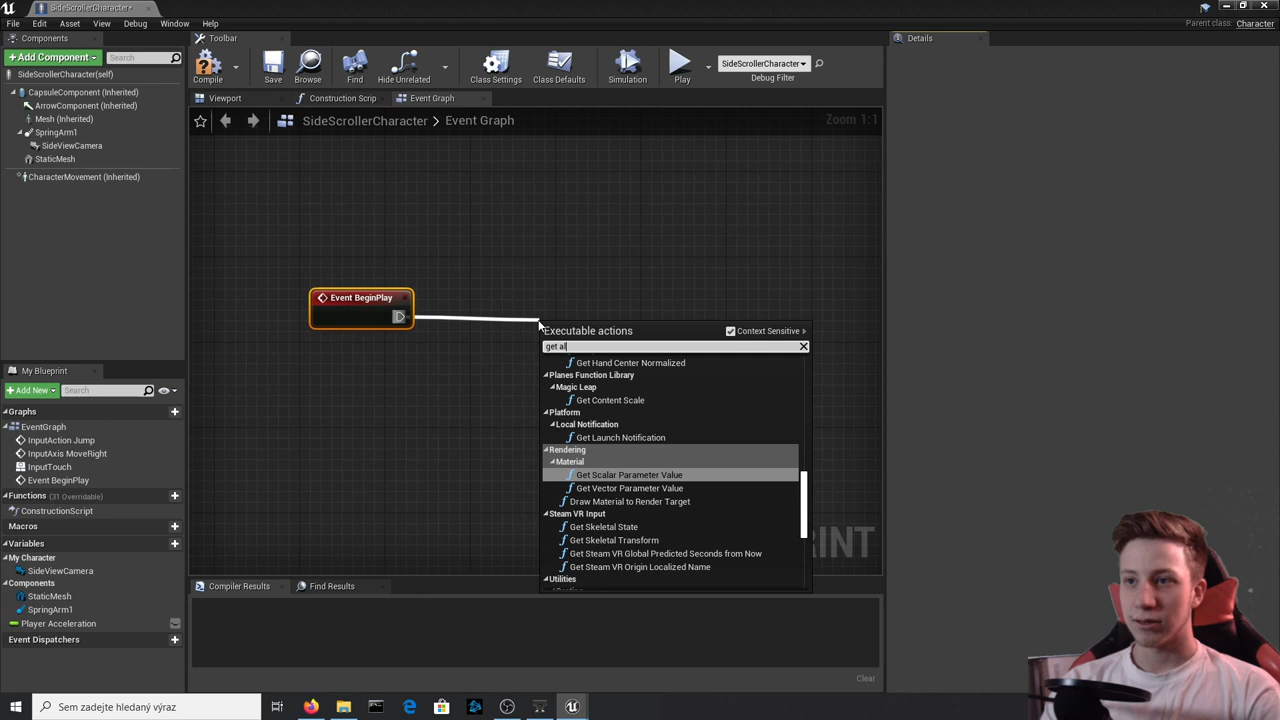 SideScrollerCharacter*
File Edit Asset View Debug Window Help
Parent class: Character
Components
Toolbar
Details
+Add Component
Search
SideScrollerCharacter(self)
CapsuleComponent (Inherited)
ArrowComponent (Inherited)
Mesh (Inherited)
SpringArm1
SideViewCamera
StaticMesh
CharacterMovement (Inherited)
Compile Save Browse Find Hide Unrelated Class Settings Class Defaults Simulation Play
SideScrollerCharacter
Debug Filter
Viewport Construction Scrip Event Graph
SideScrollerCharacter > Event Graph
Zoom 1:1
Event BeginPlay
Executable actions
Context Sensitive
get al
Get Hand Center Normalized
Planes Function Library
Magic Leap
Get Content Scale
Platform
Local Notification
Get Launch Notification
Rendering
Material
Get Scalar Parameter Value
Get Vector Parameter Value
Draw Material to Render Target
Steam VR Input
Get Skeletal State
Get Skeletal Transform
Get Steam VR Global Predicted Seconds from Now
Get Steam VR Origin Localized Name
Utilities
My Blueprint
+Add New
Search
Graphs
EventGraph
InputAction Jump
InputAxis MoveRight
InputTouch
Event BeginPlay
Functions (31 Overridable)
ConstructionScript
Macros
Variables
My Character
SideViewCamera
Components
StaticMesh
SpringArm1
Player Acceleration
Event Dispatchers
Compiler Results
Find Results
Clear
Sem zadejte hledaný výraz